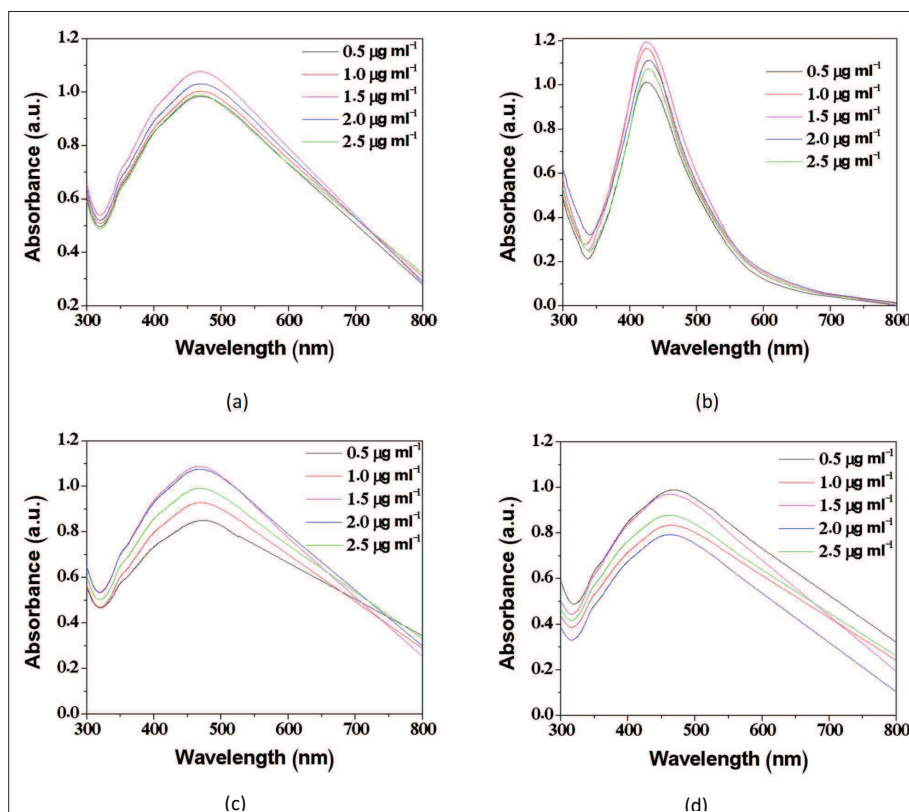 1.2
1.0
0.8
0.6
0.4
0.2
300 400 500 600 700 800
Absorbance (a.u.)
Wavelength (nm)
0.5 µg ml⁻¹
1.0 µg ml⁻¹
1.5 µg ml⁻¹
2.0 µg ml⁻¹
2.5 µg ml⁻¹
(a)
1.2
1.0
0.8
0.6
0.4
0.2
0.0
300 400 500 600 700 800
Absorbance (a.u.)
Wavelength (nm)
0.5 µg ml⁻¹
1.0 µg ml⁻¹
1.5 µg ml⁻¹
2.0 µg ml⁻¹
2.5 µg ml⁻¹
(b)
1.2
1.0
0.8
0.6
0.4
0.2
0.0
300 400 500 600 700 800
Absorbance (a.u.)
Wavelength (nm)
0.5 µg ml⁻¹
1.0 µg ml⁻¹
1.5 µg ml⁻¹
2.0 µg ml⁻¹
2.5 µg ml⁻¹
(c)
1.2
1.0
0.8
0.6
0.4
0.2
0.0
300 400 500 600 700 800
Absorbance (a.u.)
Wavelength (nm)
0.5 µg ml⁻¹
1.0 µg ml⁻¹
1.5 µg ml⁻¹
2.0 µg ml⁻¹
2.5 µg ml⁻¹
(d)